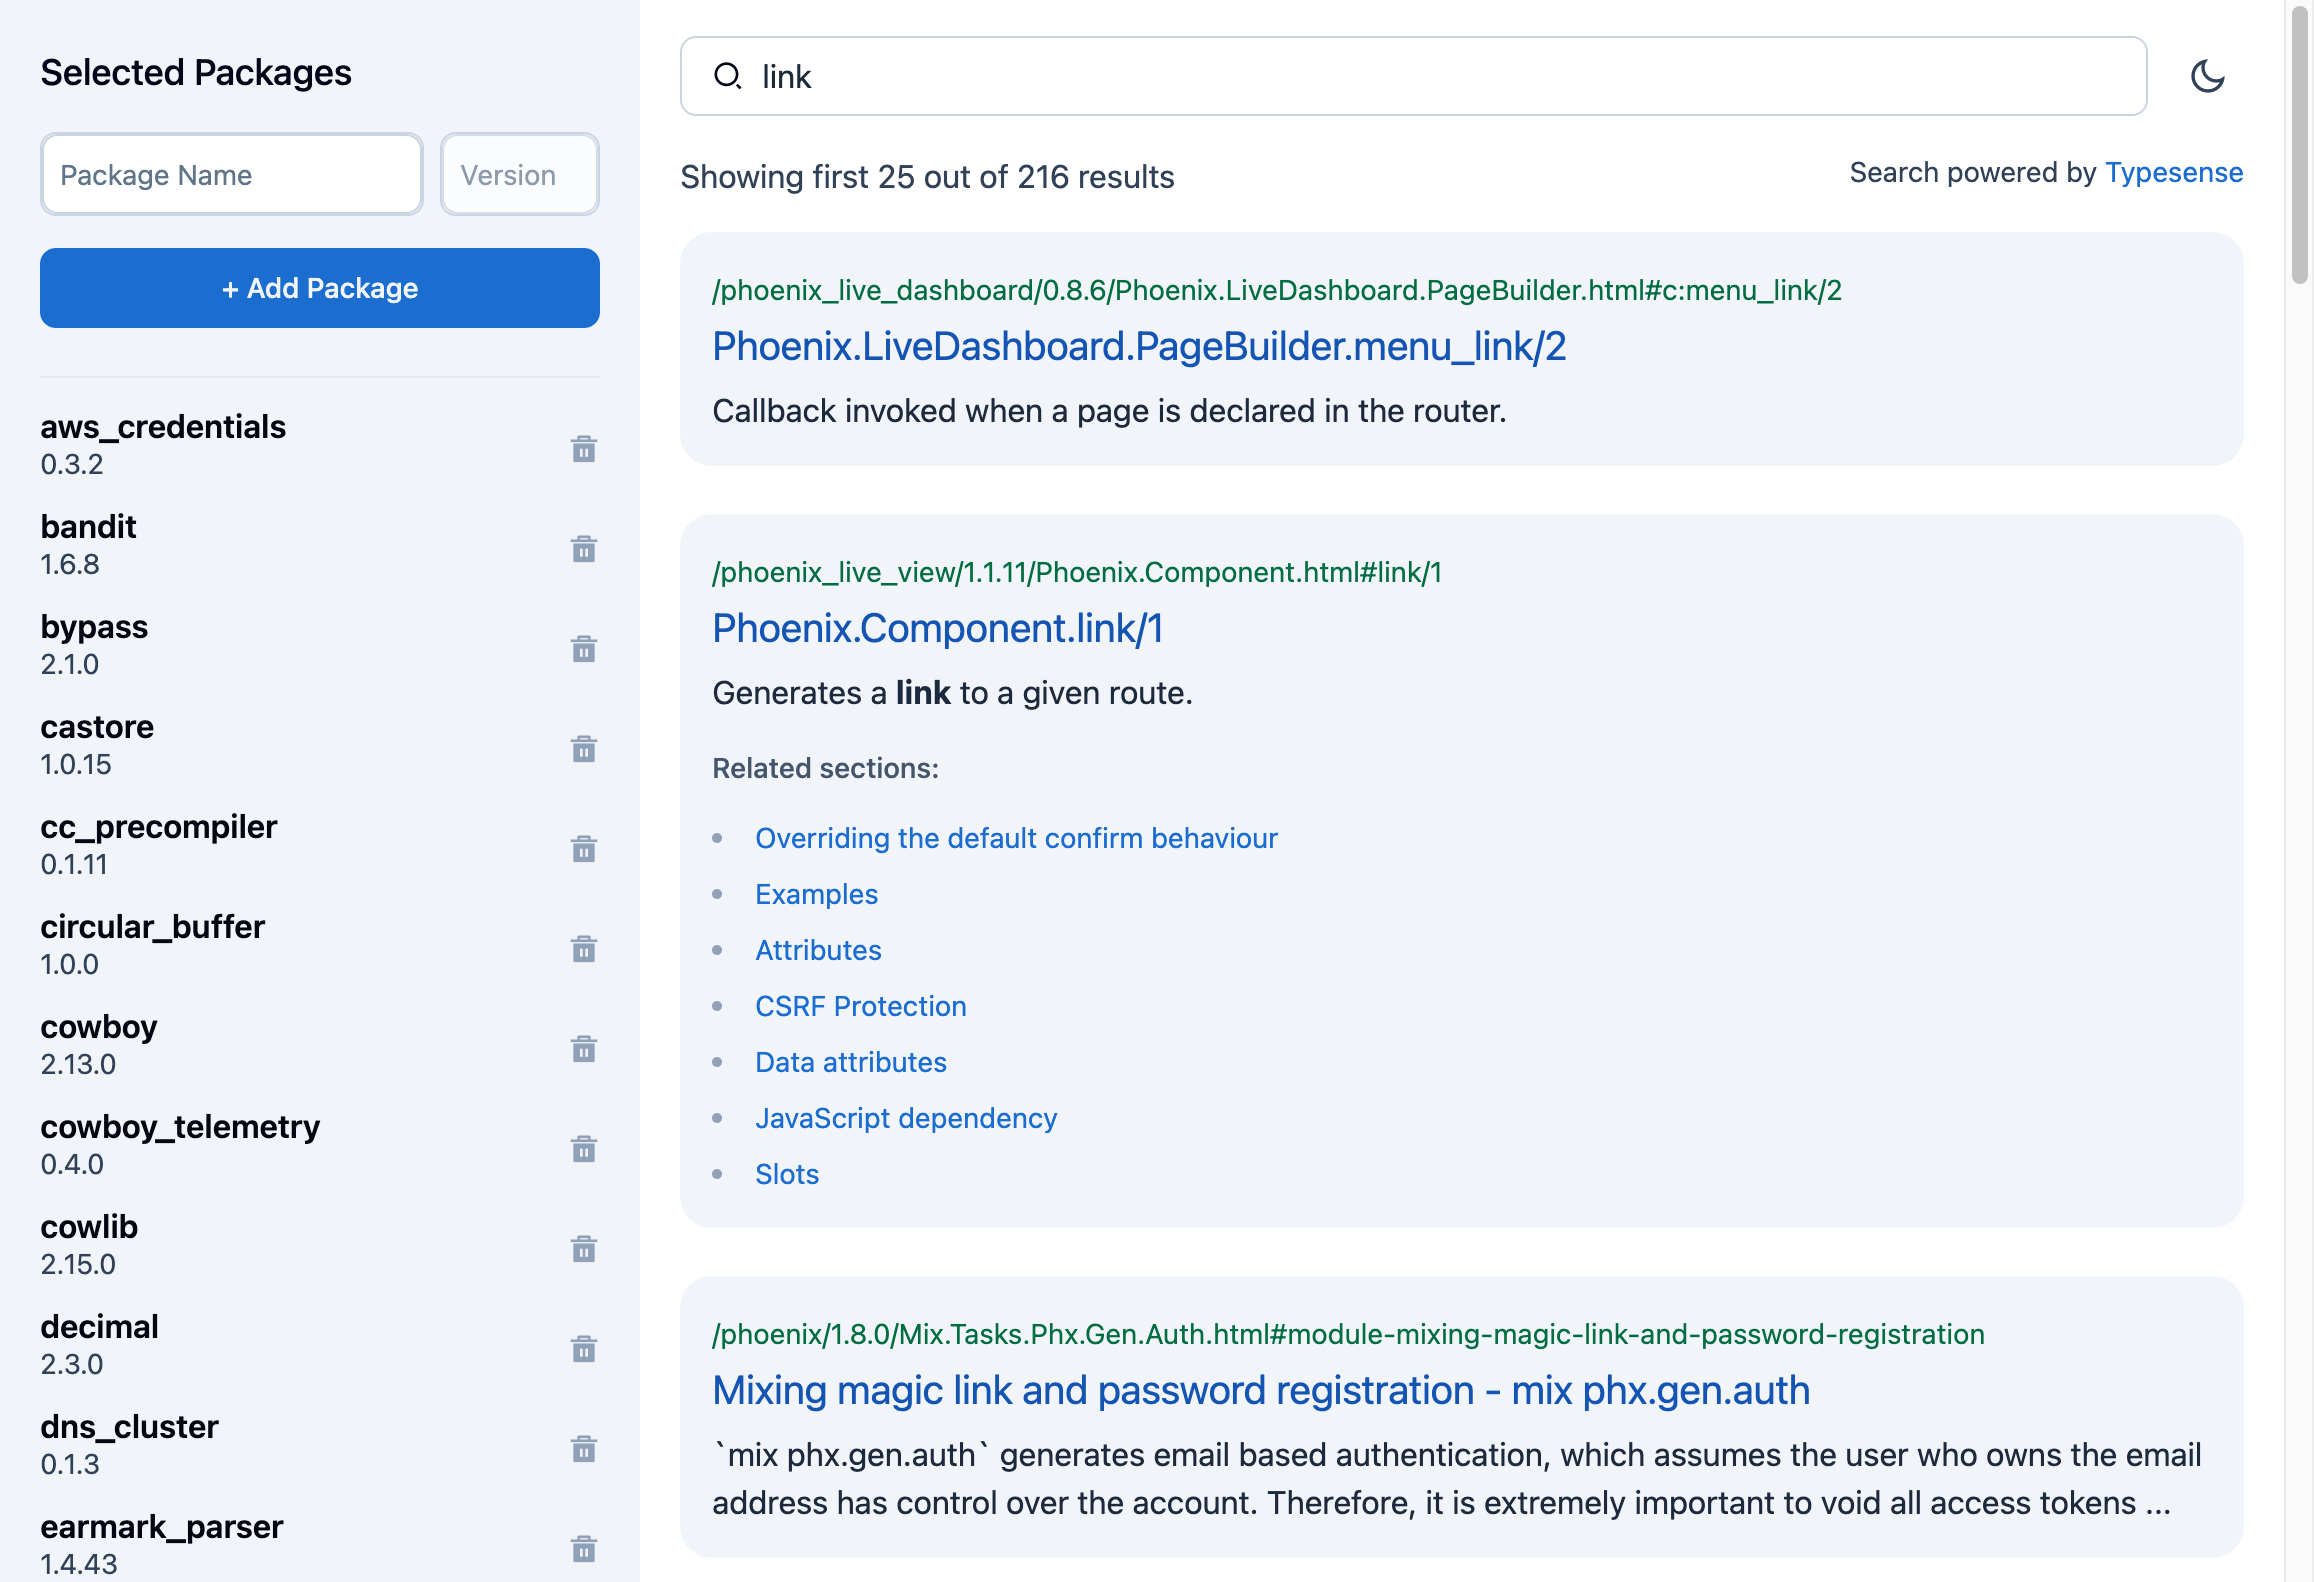 Selected Packages
Package Name
Version
+ Add Package
aws_credentials
0.3.2
bandit
1.6.8
bypass
2.1.0
castore
1.0.15
cc_precompiler
0.1.11
circular_buffer
1.0.0
cowboy
2.13.0
cowboy_telemetry
0.4.0
cowlib
2.15.0
decimal
2.3.0
dns_cluster
0.1.3
earmark_parser
1.4.43
link
Showing first 25 out of 216 results
Search powered by Typesense
/phoenix_live_dashboard/0.8.6/Phoenix.LiveDashboard.PageBuilder.html#c:menu_link/2
Phoenix.LiveDashboard.PageBuilder.menu_link/2
Callback invoked when a page is declared in the router.
/phoenix_live_view/1.1.11/Phoenix.Component.html#link/1
Phoenix.Component.link/1
Generates a link to a given route.
Related sections:
Overriding the default confirm behaviour
Examples
Attributes
CSRF Protection
Data attributes
JavaScript dependency
Slots
/phoenix/1.8.0/Mix.Tasks.Phx.Gen.Auth.html#module-mixing-magic-link-and-password-registration
Mixing magic link and password registration - mix phx.gen.auth
`mix phx.gen.auth` generates email based authentication, which assumes the user who owns the email
address has control over the account. Therefore, it is extremely important to void all access tokens ...